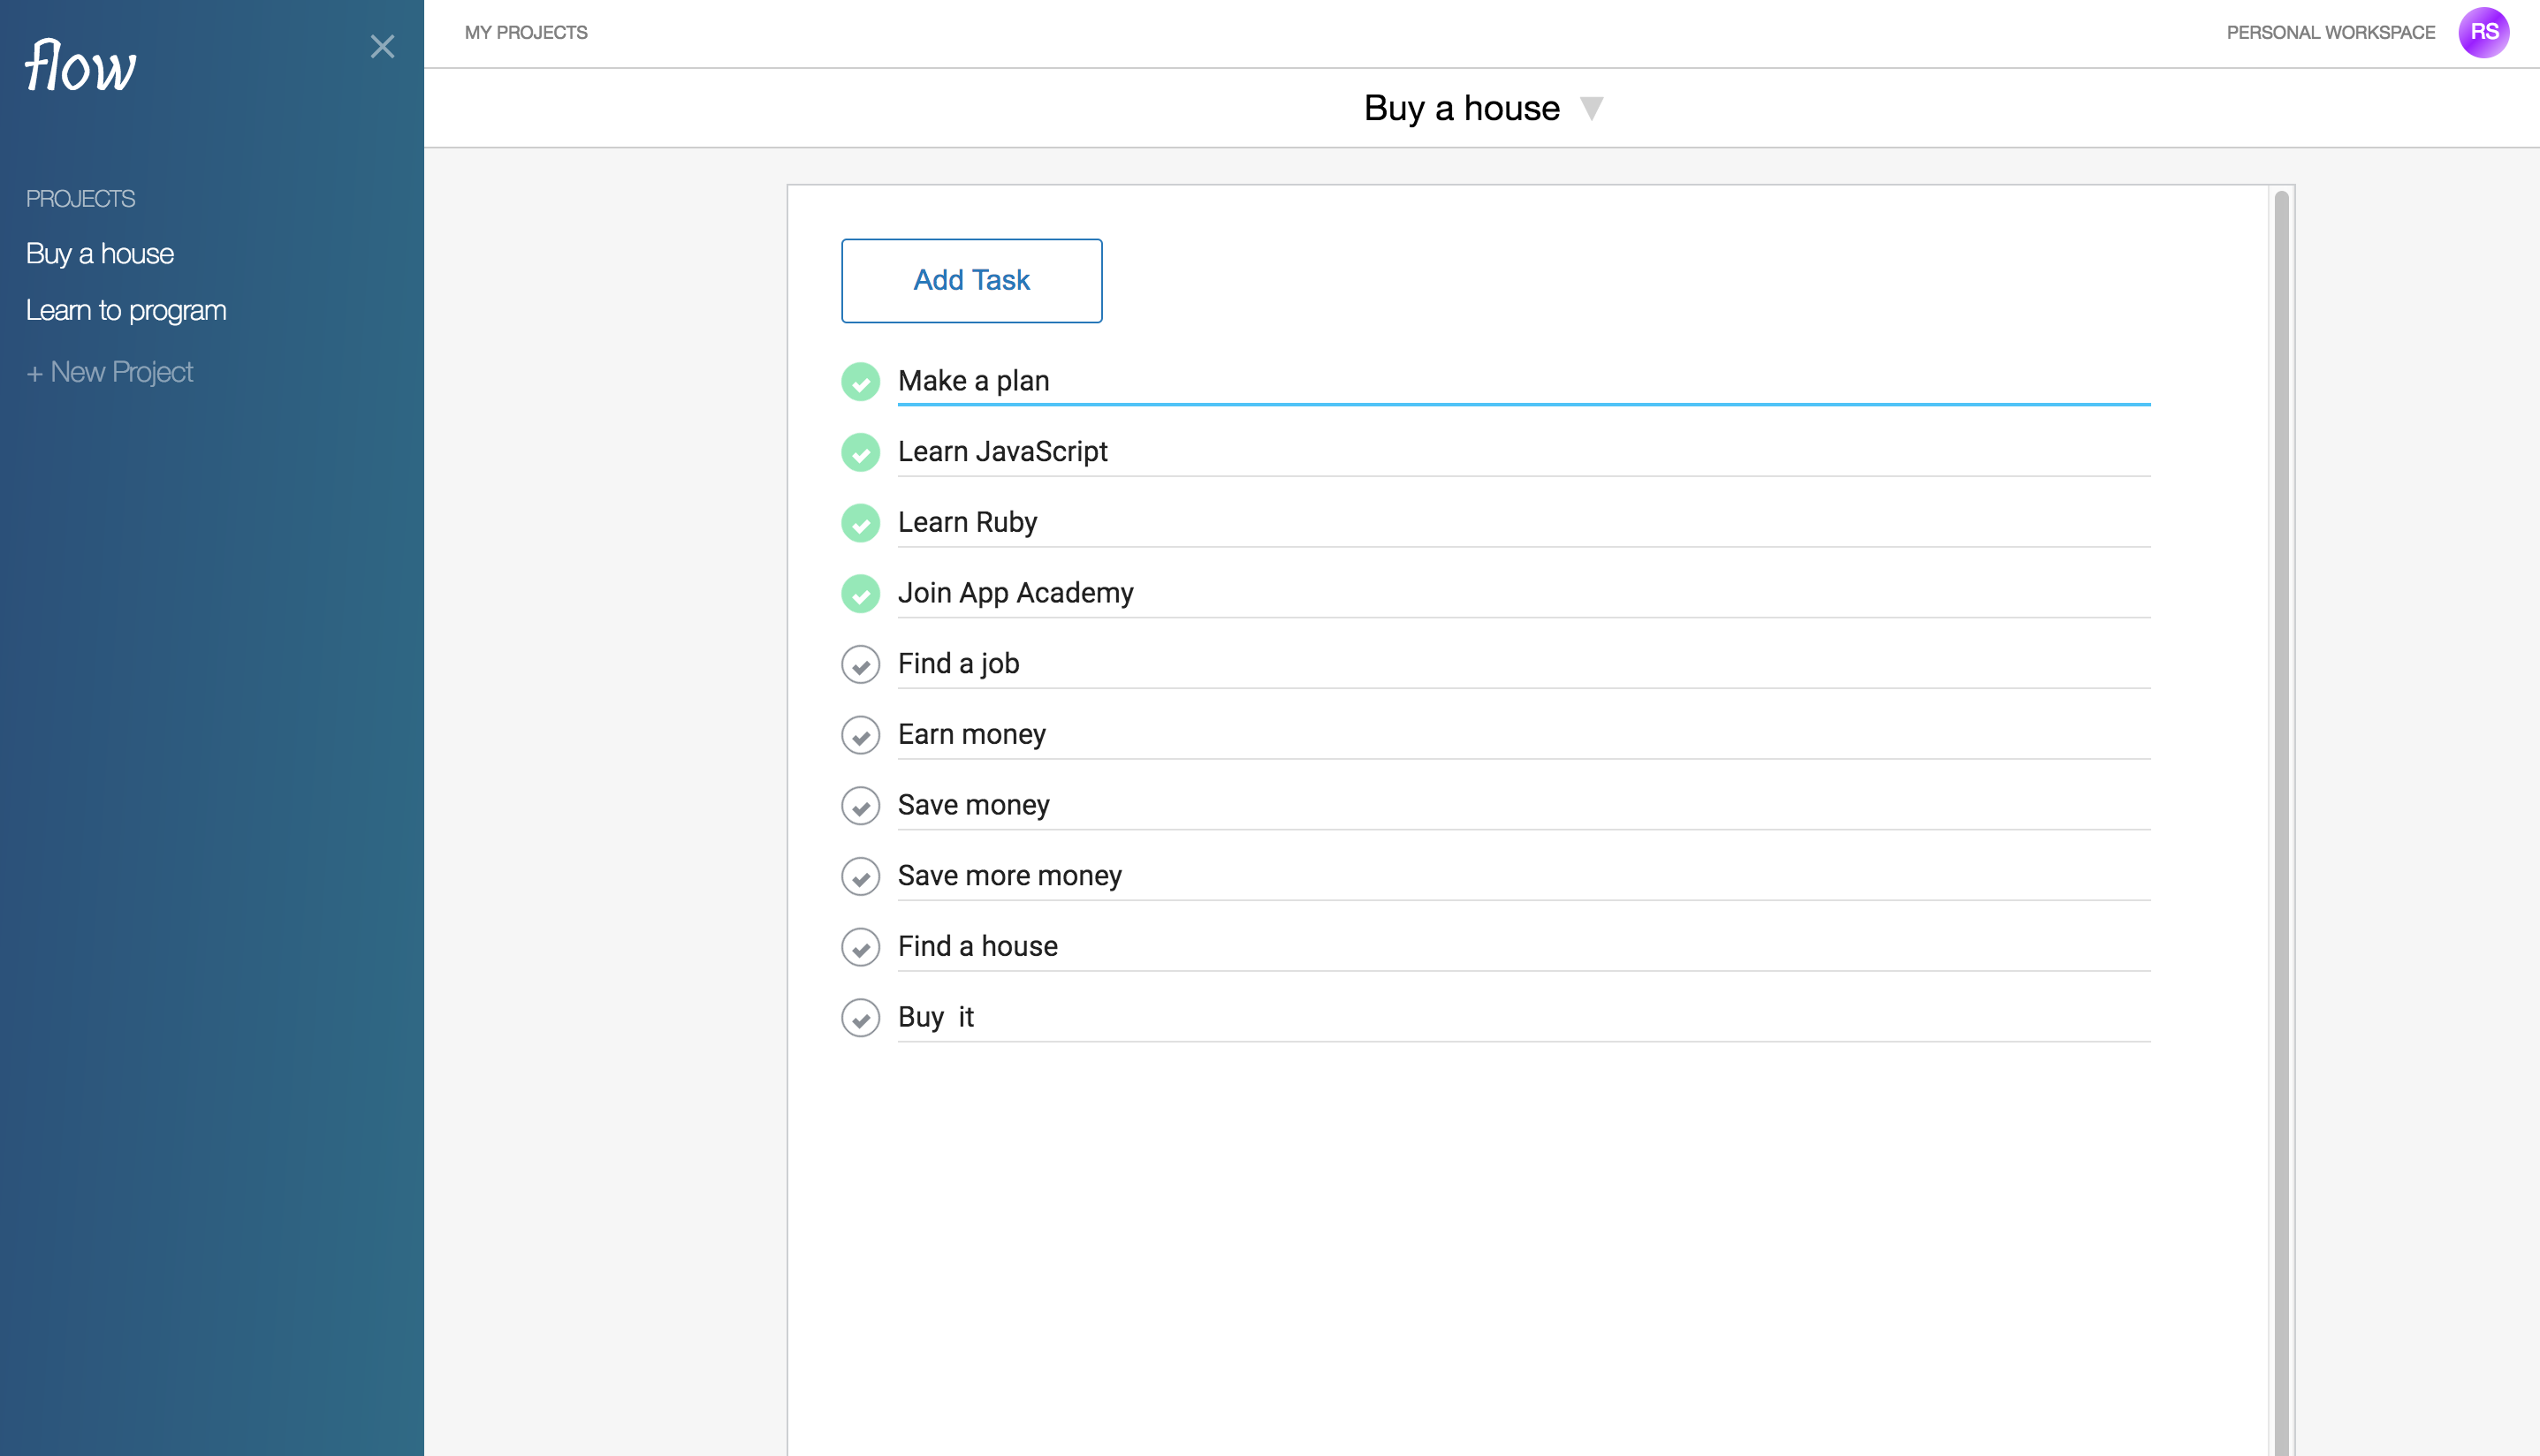 flow
MY PROJECTS
PERSONAL WORKSPACE
RS
Buy a house
PROJECTS
Buy a house
Learn to program
+ New Project
Add Task
Make a plan
Learn JavaScript
Learn Ruby
Join App Academy
Find a job
Earn money
Save money
Save more money
Find a house
Buy  it